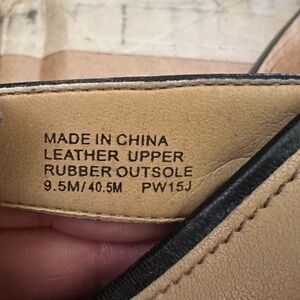 MADE IN CHINA
LEATHER UPPER
RUBBER OUTSOLE
9.5M/40.5M PW15J